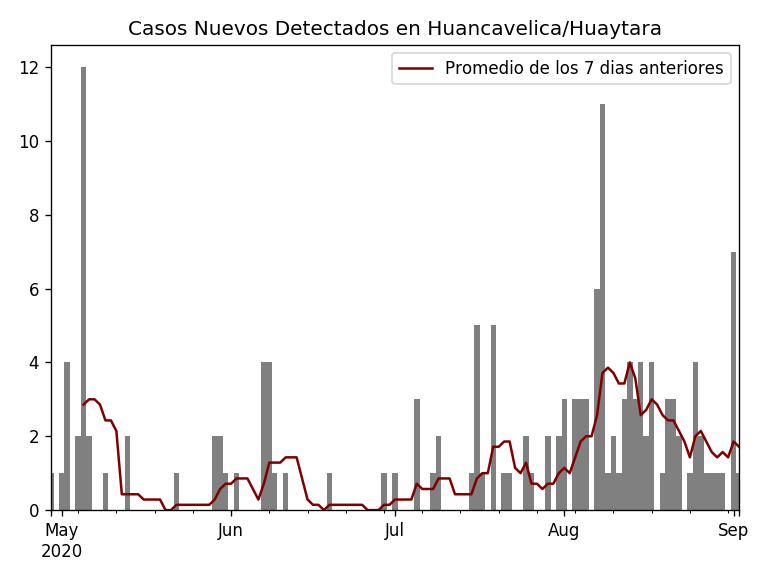 Casos Nuevos Detectados en Huancavelica/Huaytara
Promedio de los 7 dias anteriores
12
10
8
6
4
2
0
May Jun Jul Aug Sep
2020